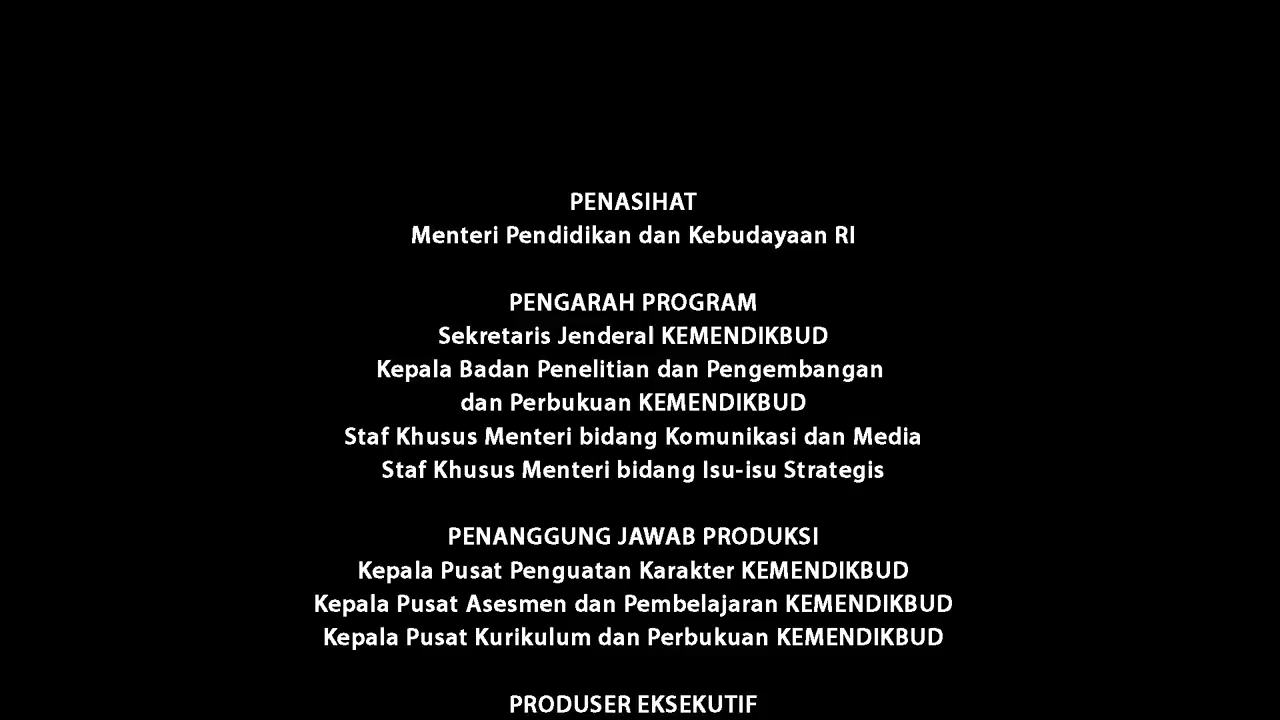 PENASIHAT
Menteri Pendidikan dan Kebudayaan RI
PENGARAH PROGRAM
Sekretaris Jenderal KEMENDIKBUD
Kepala Badan Penelitian dan Pengembangan
dan Perbukuan KEMENDIKBUD
Staf Khusus Menteri bidang Komunikasi dan Media
Staf Khusus Menteri bidang Isu-isu Strategis
PENANGGUNG JAWAB PRODUKSI
Kepala Pusat Penguatan Karakter KEMENDIKBUD
Kepala Pusat Asesmen dan Pembelajaran KEMENDIKBUD
Kepala Pusat Kurikulum dan Perbukuan KEMENDIKBUD
PRODUSER EKSEKUTIF